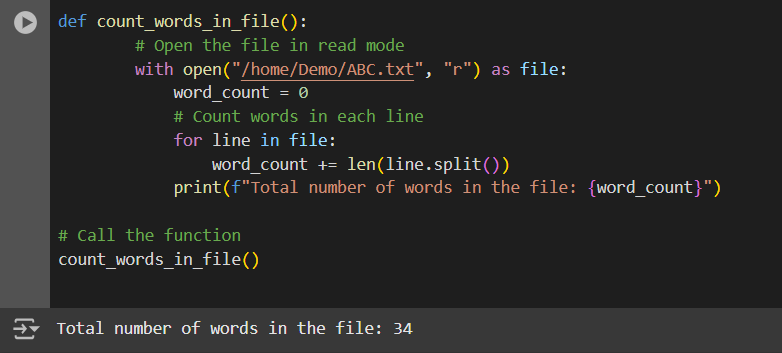 def count_words_in_file():
        # Open the file in read mode
        with open("/home/Demo/ABC.txt", "r") as file:
            word_count = 0
            # Count words in each line
            for line in file:
                word_count += len(line.split())
            print(f"Total number of words in the file: {word_count}")

# Call the function
count_words_in_file()
Total number of words in the file: 34